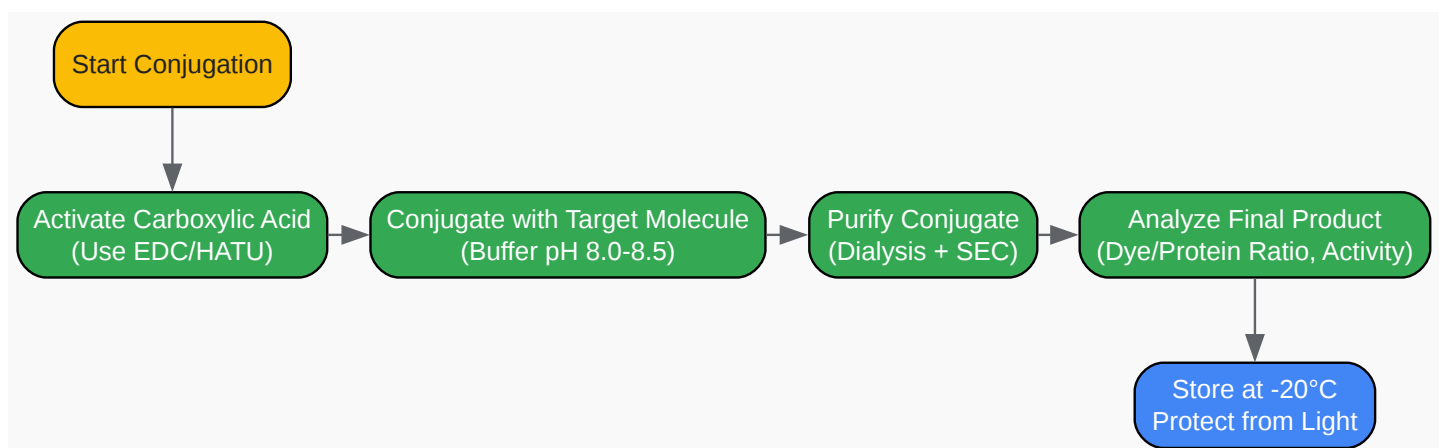 Start Conjugation
Activate Carboxylic Acid
(Use EDC/HATU)
Conjugate with Target Molecule
(Buffer pH 8.0-8.5)
Purify Conjugate
(Dialysis + SEC)
Analyze Final Product
(Dye/Protein Ratio, Activity)
Store at -20°C
Protect from Light